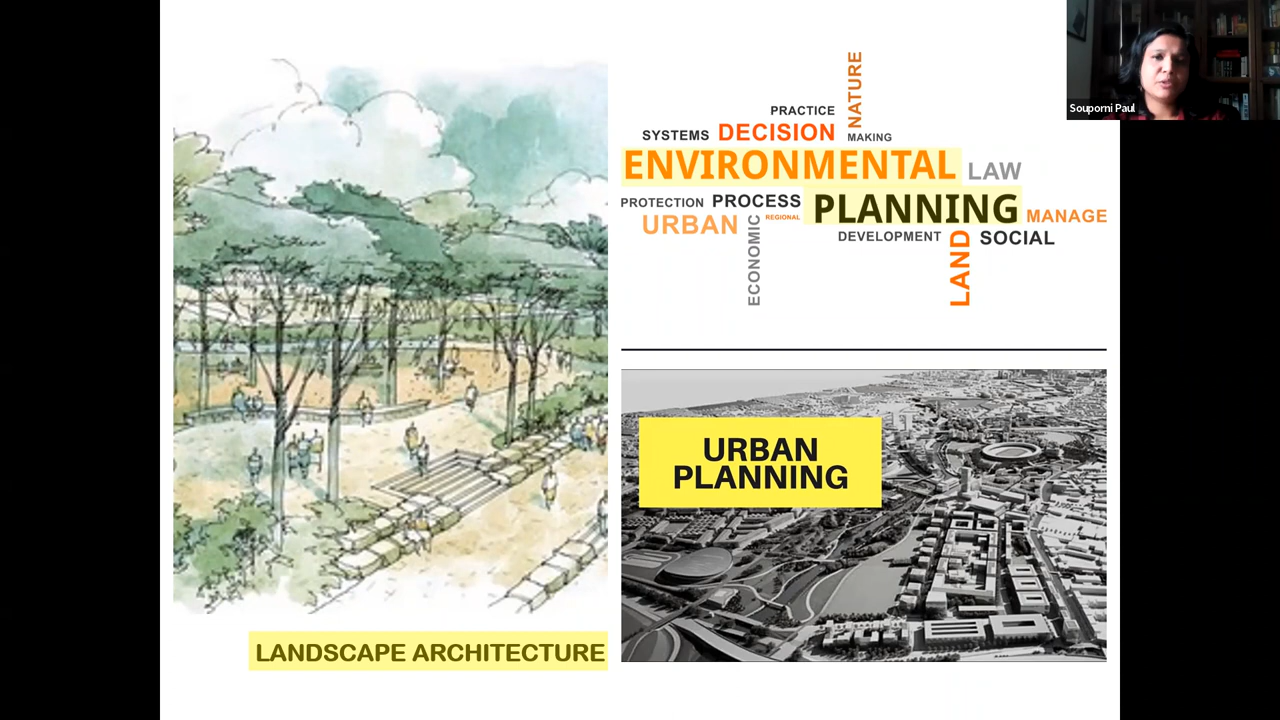 NATURE
PRACTICE
SYSTEMS DECISION MAKING
ENVIRONMENTAL LAW
PROTECTION PROCESS PLANNING MANAGE
URBAN REGIONAL
ECONOMIC
DEVELOPMENT LAND SOCIAL
URBAN
PLANNING
LANDSCAPE ARCHITECTURE
Souporni Paul